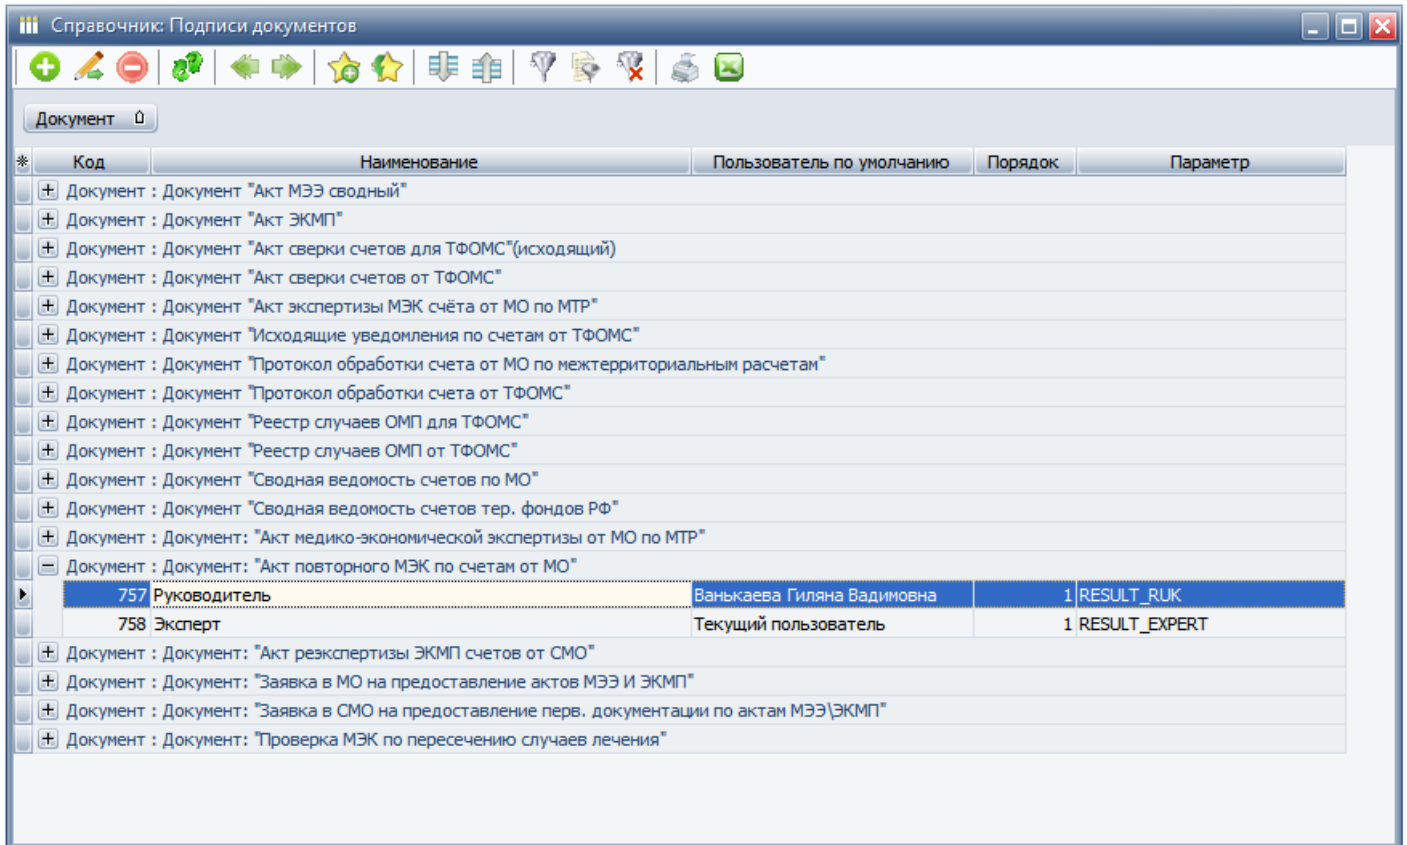 Справочник: Подписи документов
Документ
Код Наименование Пользователь по умолчанию Порядок Параметр
Документ : Документ "Акт МЭЭ сводный"
Документ : Документ "Акт ЭКМП"
Документ : Документ "Акт сверки счетов для ТФОМС"(исходящий)
Документ : Документ "Акт сверки счетов от ТФОМС"
Документ : Документ "Акт экспертизы МЭК счёта от МО по МТР"
Документ : Документ "Исходящие уведомления по счетам от ТФОМС"
Документ : Документ "Протокол обработки счета от МО по межтерриториальным расчетам"
Документ : Документ "Протокол обработки счета от ТФОМС"
Документ : Документ "Реестр случаев ОМП для ТФОМС"
Документ : Документ "Реестр случаев ОМП от ТФОМС"
Документ : Документ "Сводная ведомость счетов по МО"
Документ : Документ "Сводная ведомость счетов тер. фондов РФ"
Документ : Документ: "Акт медико-экономической экспертизы от МО по МТР"
Документ : Документ: "Акт повторного МЭК по счетам от МО"
757 Руководитель Ванькаева Гиляна Вадимовна 1 RESULT_RUK
758 Эксперт Текущий пользователь 1 RESULT_EXPERT
Документ : Документ: "Акт реэкспертизы ЭКМП счетов от СМО"
Документ : Документ: "Заявка в МО на предоставление актов МЭЭ И ЭКМП"
Документ : Документ: "Заявка в СМО на предоставление перв. документации по актам МЭЭ\ЭКМП"
Документ : Документ: "Проверка МЭК по пересечению случаев лечения"